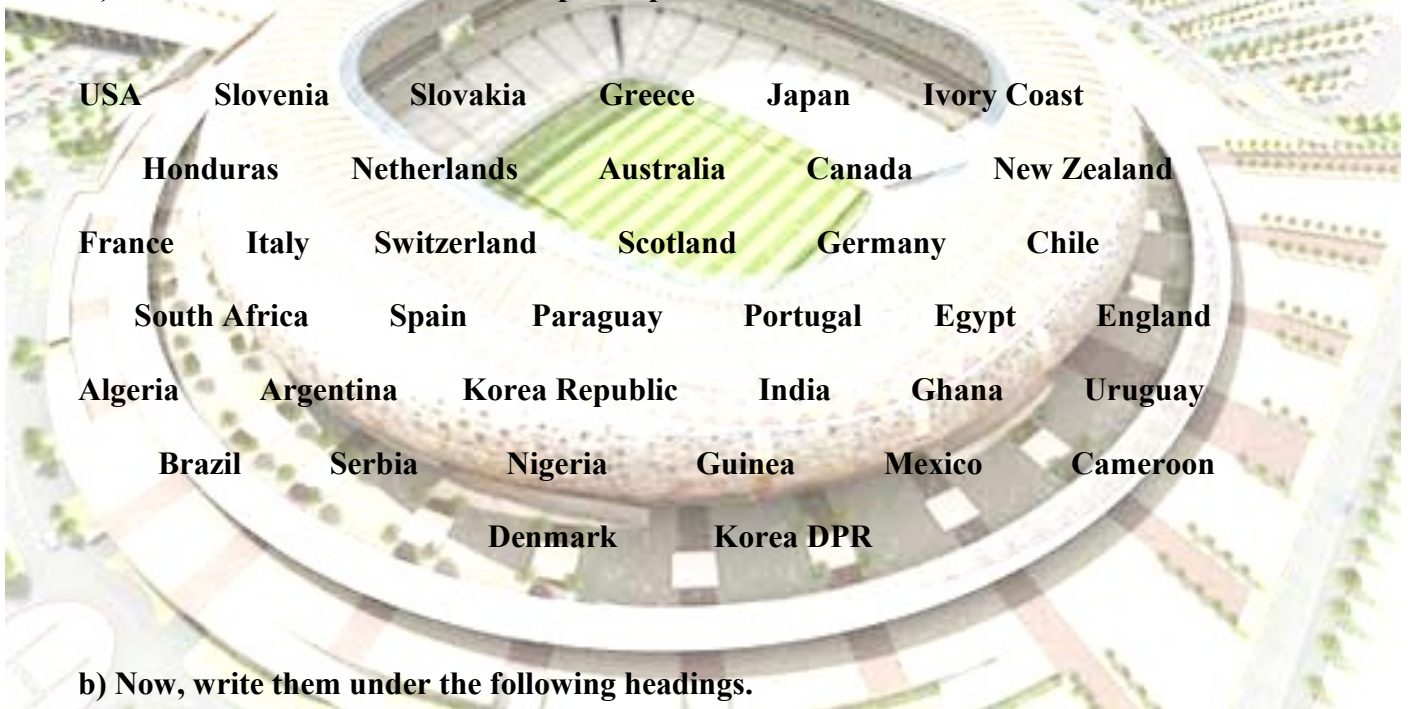 USA Slovenia Slovakia Greece Japan Ivory Coast
Honduras Netherlands Australia Canada New Zealand
France Italy Switzerland Scotland Germany Chile
South Africa Spain Paraguay Portugal Egypt England
Algeria Argentina Korea Republic India Ghana Uruguay
Brazil Serbia Nigeria Guinea Mexico Cameroon
Denmark Korea DPR
b) Now, write them under the following headings.